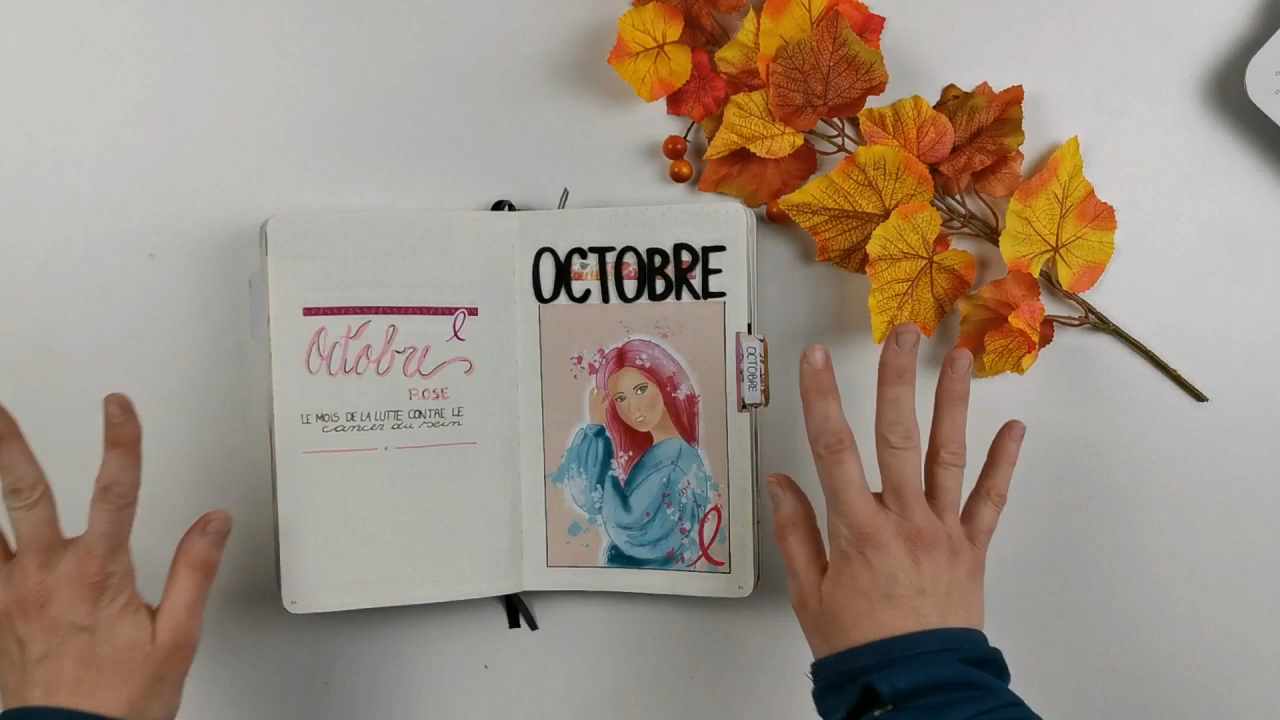 Octobre
ROSE
LE MOIS DE LA LUTTE CONTRE LE
cancer du sein
OCTOBRE
OCTOBRE